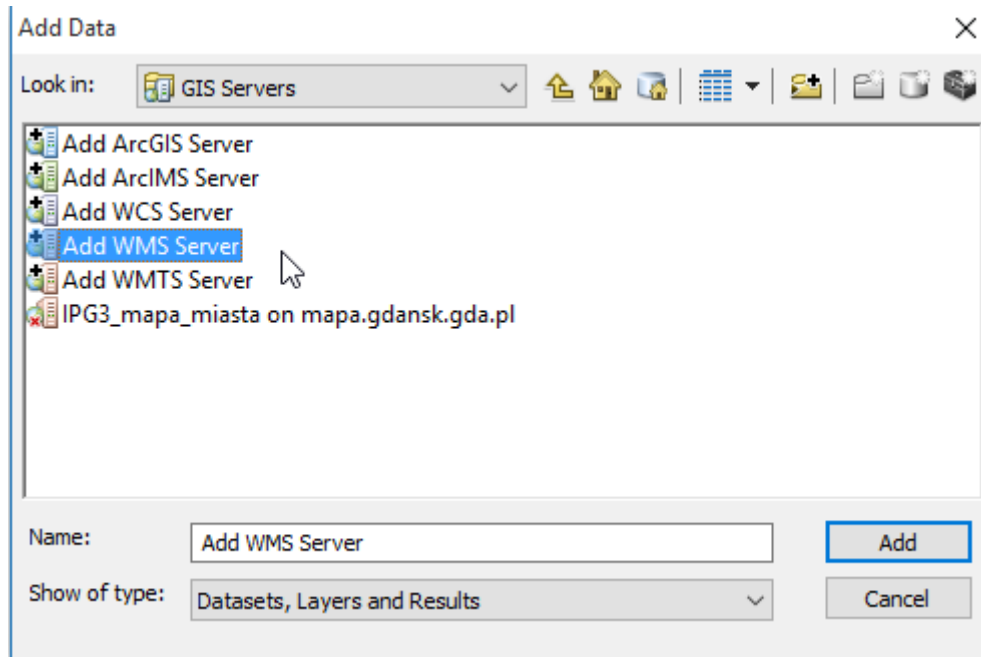 Add Data
Look in: GIS Servers
Add ArcGIS Server
Add ArcIMS Server
Add WCS Server
Add WMS Server
Add WMTS Server
IPG3_mapa_miasta on mapa.gdansk.gda.pl
Name: Add WMS Server Add
Show of type: Datasets, Layers and Results Cancel